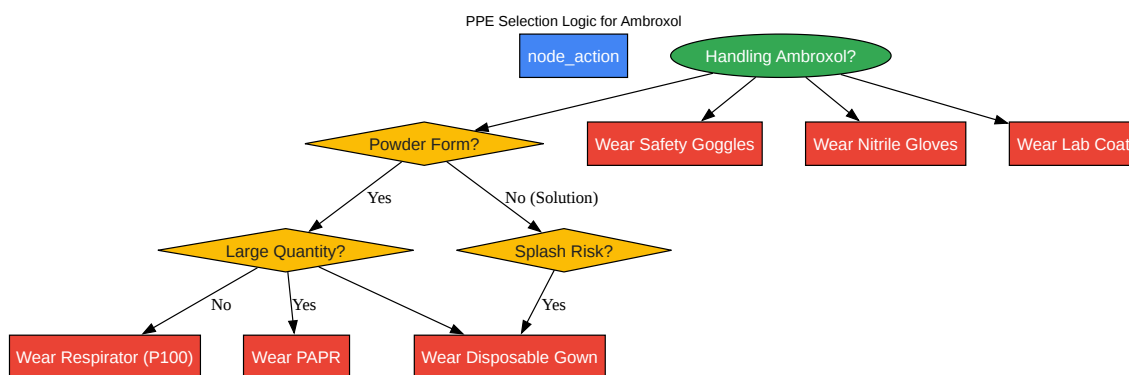 PPE Selection Logic for Ambroxol
node_action
Handling Ambroxol?
Powder Form?
Wear Safety Goggles
Wear Nitrile Gloves
Wear Lab Coat
Yes
No (Solution)
Large Quantity?
Splash Risk?
No
Yes
Yes
Wear Respirator (P100)
Wear PAPR
Wear Disposable Gown